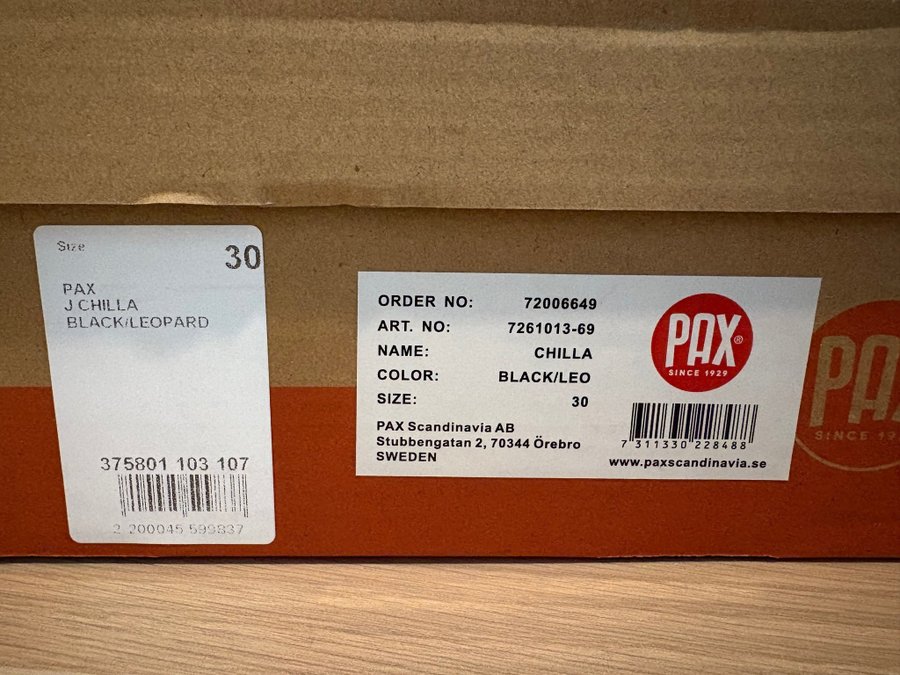 Size
30
PAX
J CHILLA
BLACK/LEOPARD
375801 103 107
2 200045 599837
ORDER NO: 72006649
ART. NO: 7261013-69
NAME: CHILLA
COLOR: BLACK/LEO
SIZE: 30
PAX Scandinavia AB
Stubbengatan 2, 70344 Örebro
SWEDEN
PAX®
SINCE 1929
7 311330 228488
www.paxscandinavia.se
PAX
SINCE 19